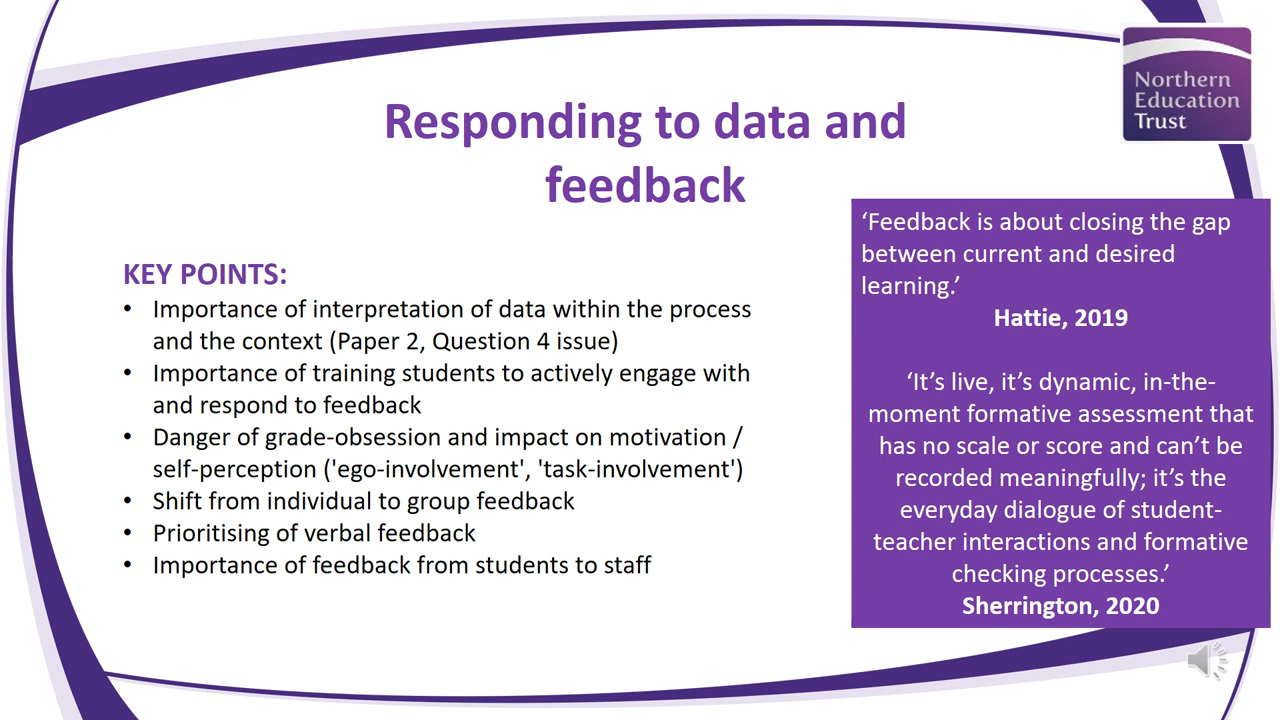 Northern
Education
Trust
Responding to data and
feedback
KEY POINTS:
• Importance of interpretation of data within the process
and the context (Paper 2, Question 4 issue)
• Importance of training students to actively engage with
and respond to feedback
• Danger of grade-obsession and impact on motivation /
self-perception ('ego-involvement', 'task-involvement')
• Shift from individual to group feedback
• Prioritising of verbal feedback
• Importance of feedback from students to staff
‘Feedback is about closing the gap
between current and desired
learning.’
Hattie, 2019
‘It’s live, it’s dynamic, in-the-
moment formative assessment that
has no scale or score and can’t be
recorded meaningfully; it’s the
everyday dialogue of student-
teacher interactions and formative
checking processes.’
Sherrington, 2020